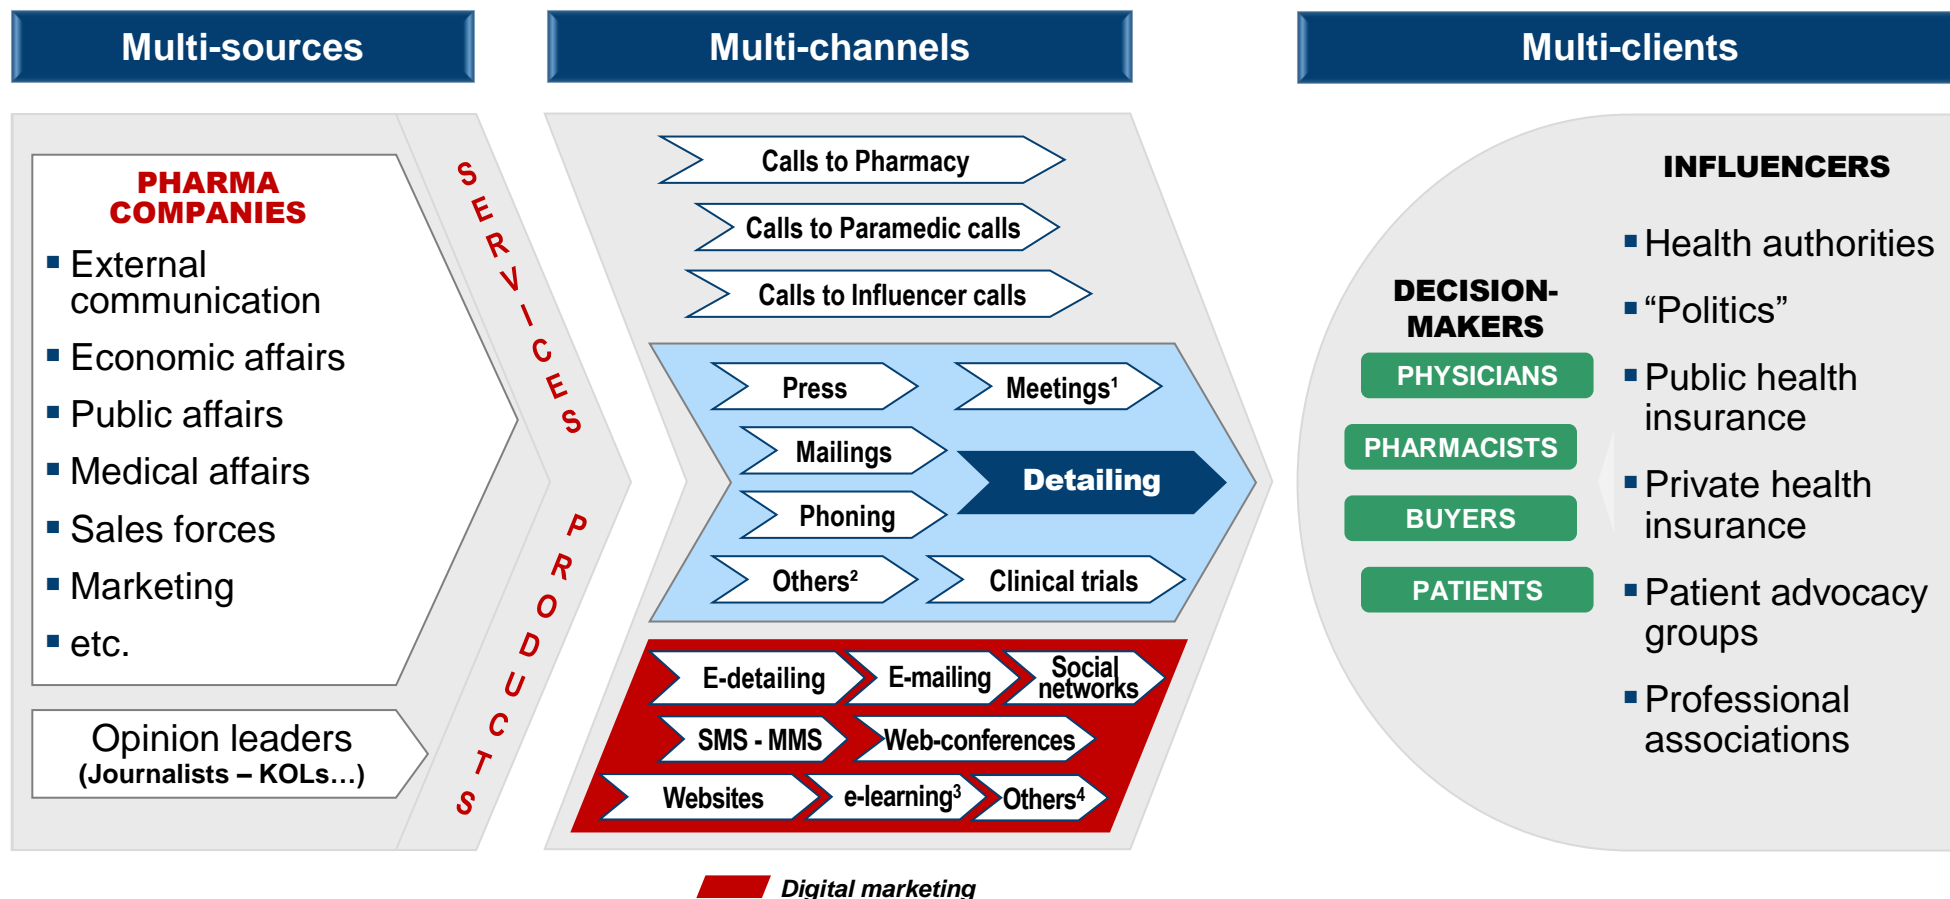 Multi-sources
Multi-channels
Multi-clients
PHARMA
COMPANIES
▪ External
communication
▪ Economic affairs
▪ Public affairs
▪ Medical affairs
▪ Sales forces
▪ Marketing
▪ etc.
Opinion leaders
(Journalists – KOLs…)
SERVICES
PRODUCTS
Calls to Pharmacy
Calls to Paramedic calls
Calls to Influencer calls
Press
Meetings¹
Mailings
Detailing
Phoning
Others²
Clinical trials
E-detailing
E-mailing
Social
networks
SMS - MMS
Web-conferences
Websites
e-learning³
Others⁴
Digital marketing
DECISION-
MAKERS
PHYSICIANS
PHARMACISTS
BUYERS
PATIENTS
INFLUENCERS
▪ Health authorities
▪ “Politics”
▪ Public health
insurance
▪ Private health
insurance
▪ Patient advocacy
groups
▪ Professional
associations